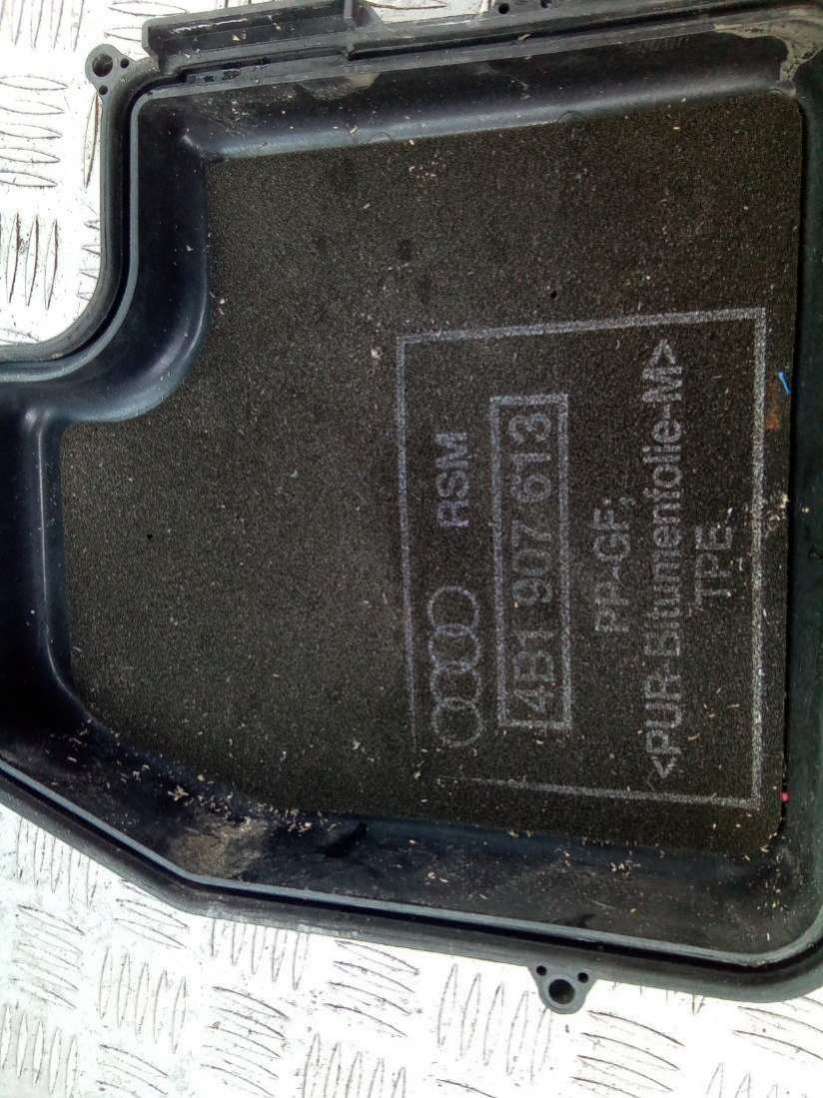 RSM
4B1 907 613
PP-GF;
<PUR-Bitumenfolie-M>
TPE